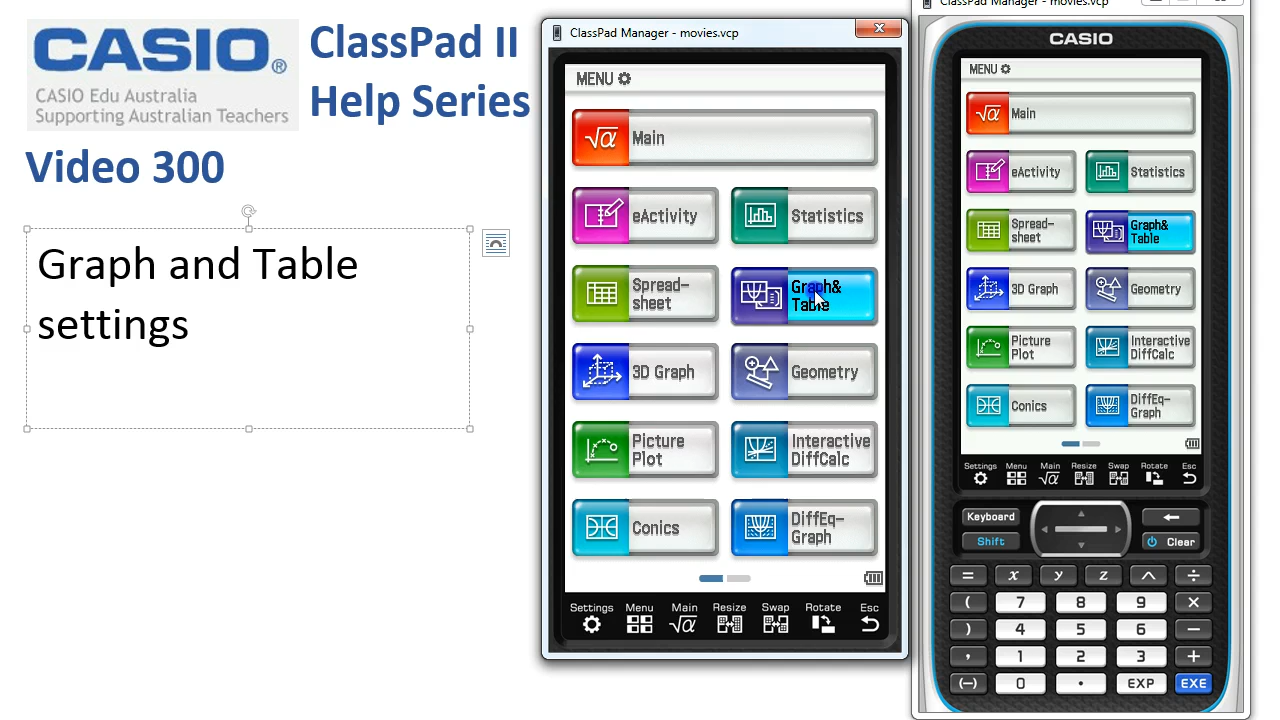 CASIO®
CASIO Edu Australia
Supporting Australian Teachers
ClassPad II
Help Series
Video 300
Graph and Table
settings
ClassPad Manager - movies.vcp
MENU
√α Main
eActivity
Statistics
Spread-
sheet
Graph&
Table
3D Graph
Geometry
Picture
Plot
Interactive
DiffCalc
Conics
DiffEq-
Graph
Settings Menu Main Resize Swap Rotate Esc
√α
ClassPad Manager - movies.vcp
CASIO
MENU
√α Main
eActivity
Statistics
Spread-
sheet
Graph&
Table
3D Graph
Geometry
Picture
Plot
Interactive
DiffCalc
Conics
DiffEq-
Graph
Settings Menu Main Resize Swap Rotate Esc
√α
Keyboard
Shift
Clear
= x y z ^ ÷
( 7 8 9 ×
) 4 5 6 −
, 1 2 3 +
(−) 0 • EXP EXE